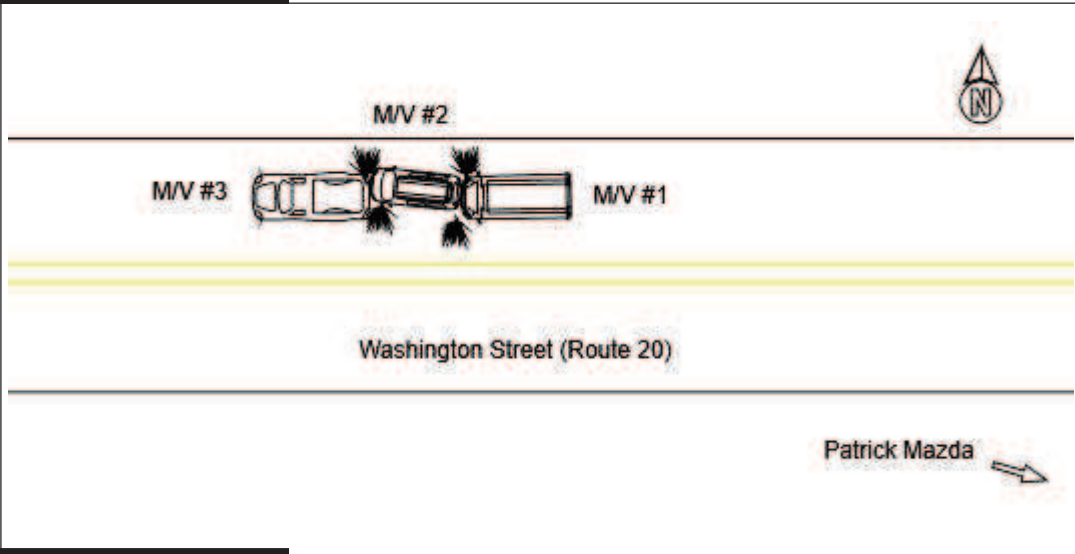 N
M/V #2
M/V #3
M/V #1
Washington Street (Route 20)
Patrick Mazda